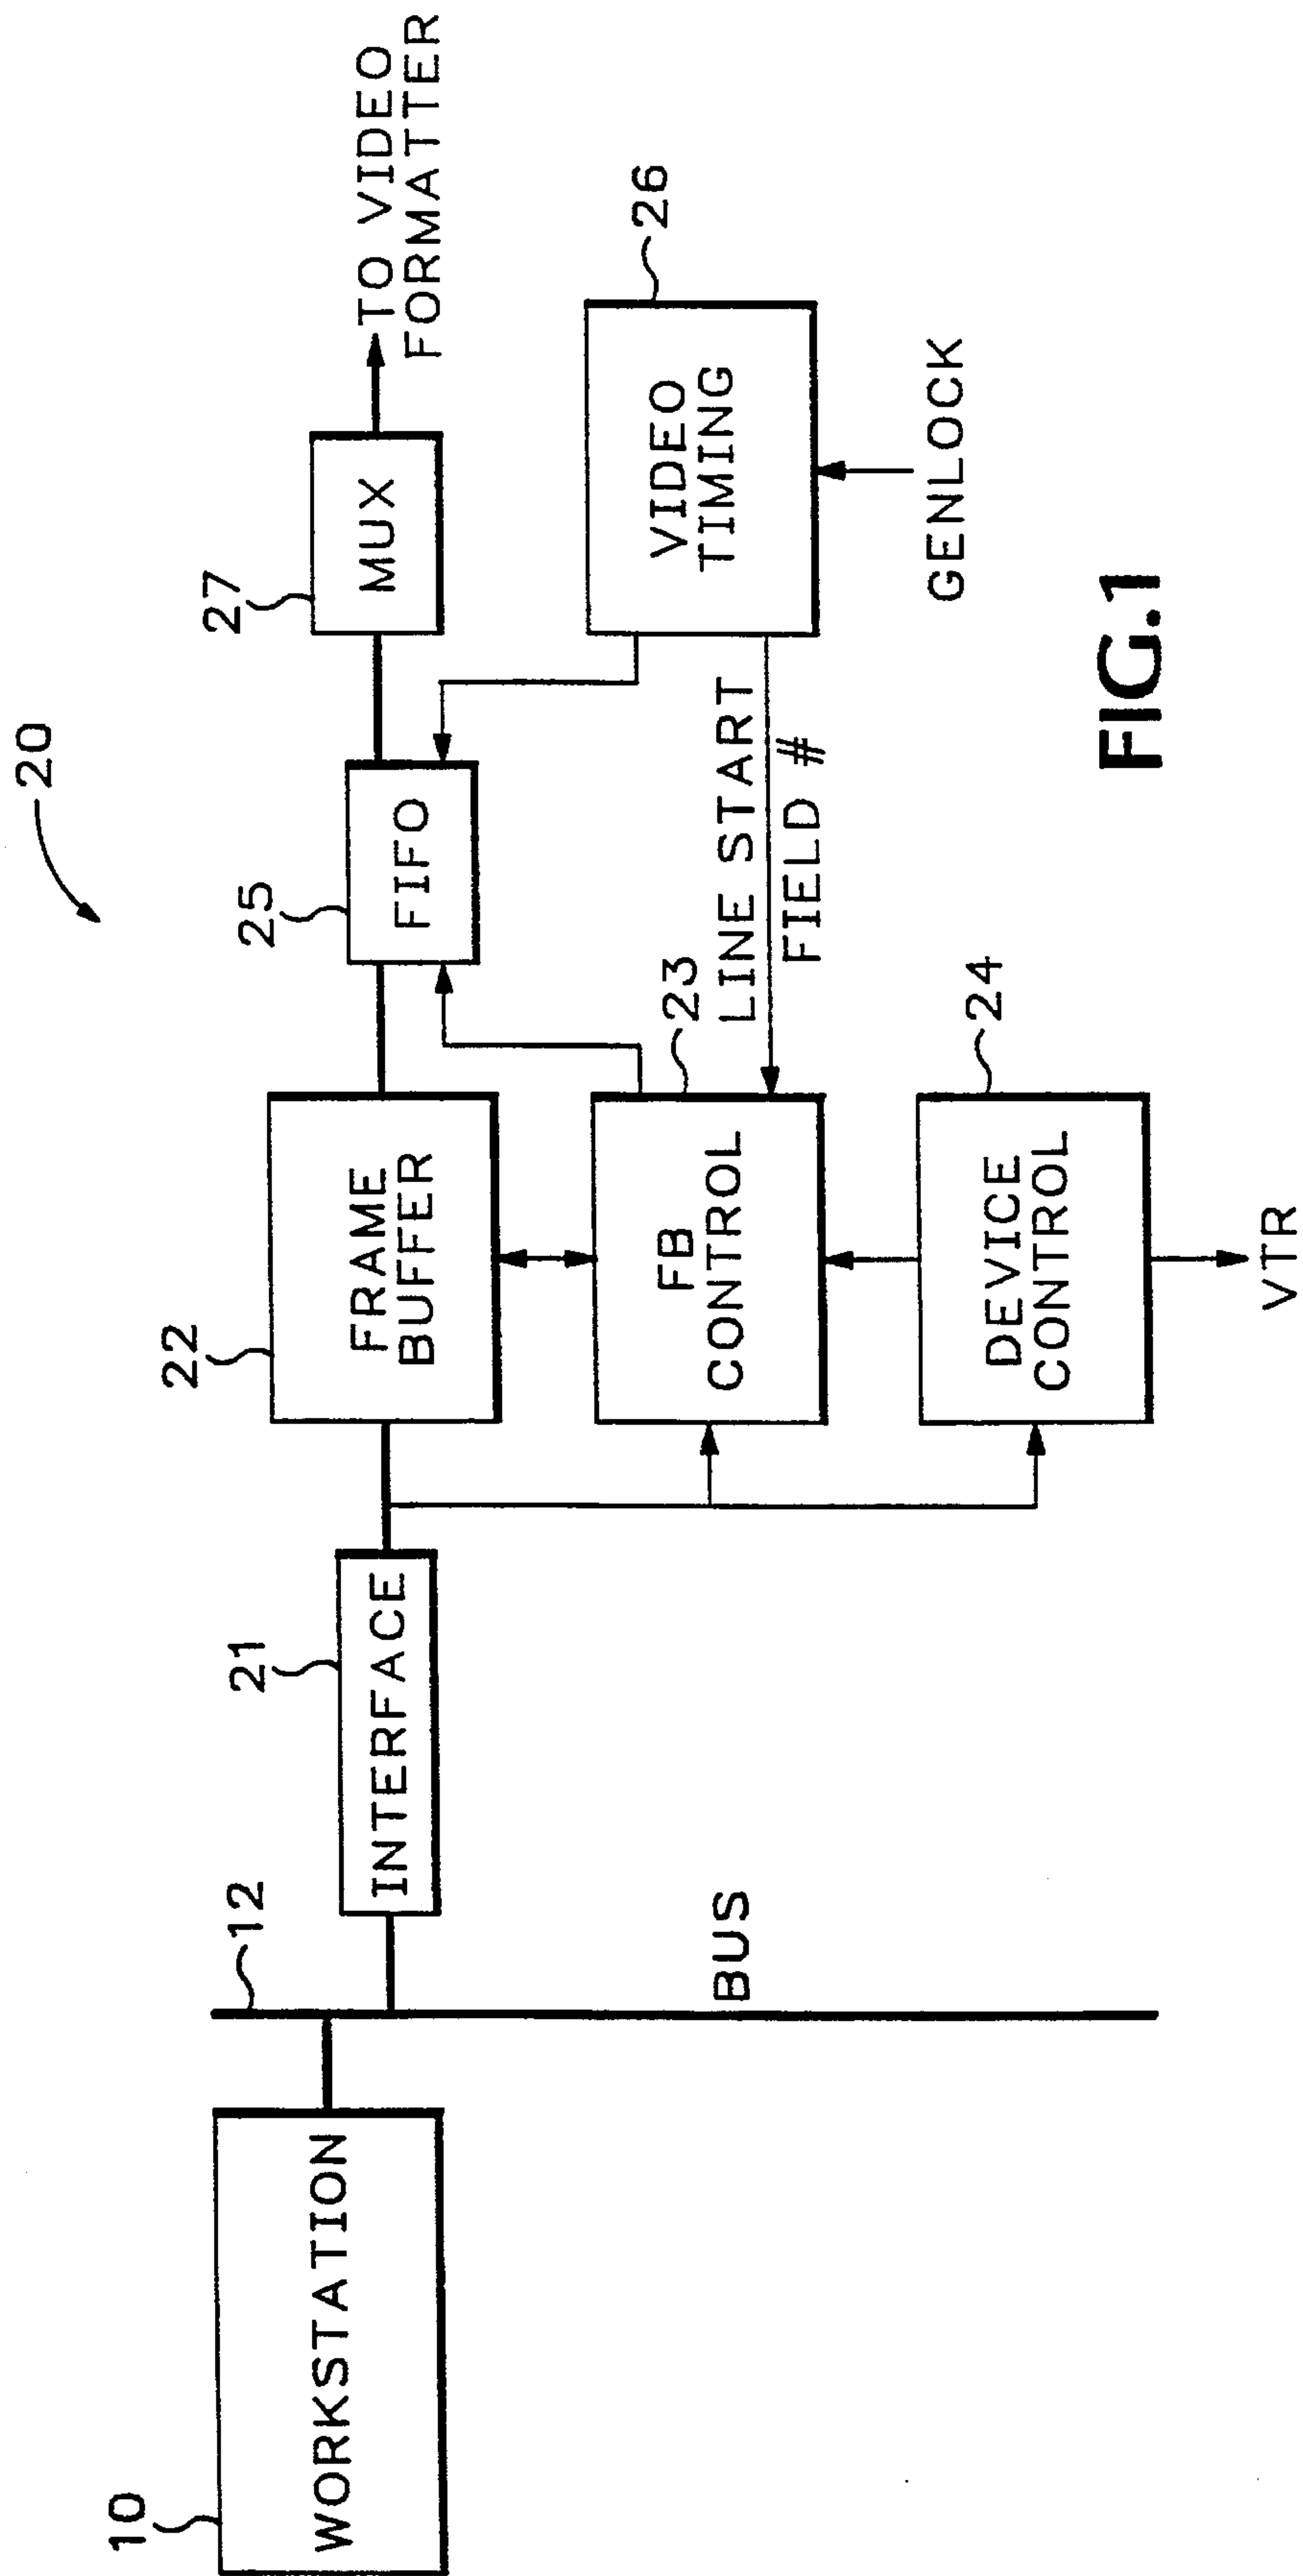 20
10
WORKSTATION
12
BUS
21
INTERFACE
22
FRAME
BUFFER
25
FIFO
27
MUX
TO VIDEO
FORMATTER
23
FB
CONTROL
LINE START
FIELD #
26
VIDEO
TIMING
GENLOCK
24
DEVICE
CONTROL
VTR
FIG.1